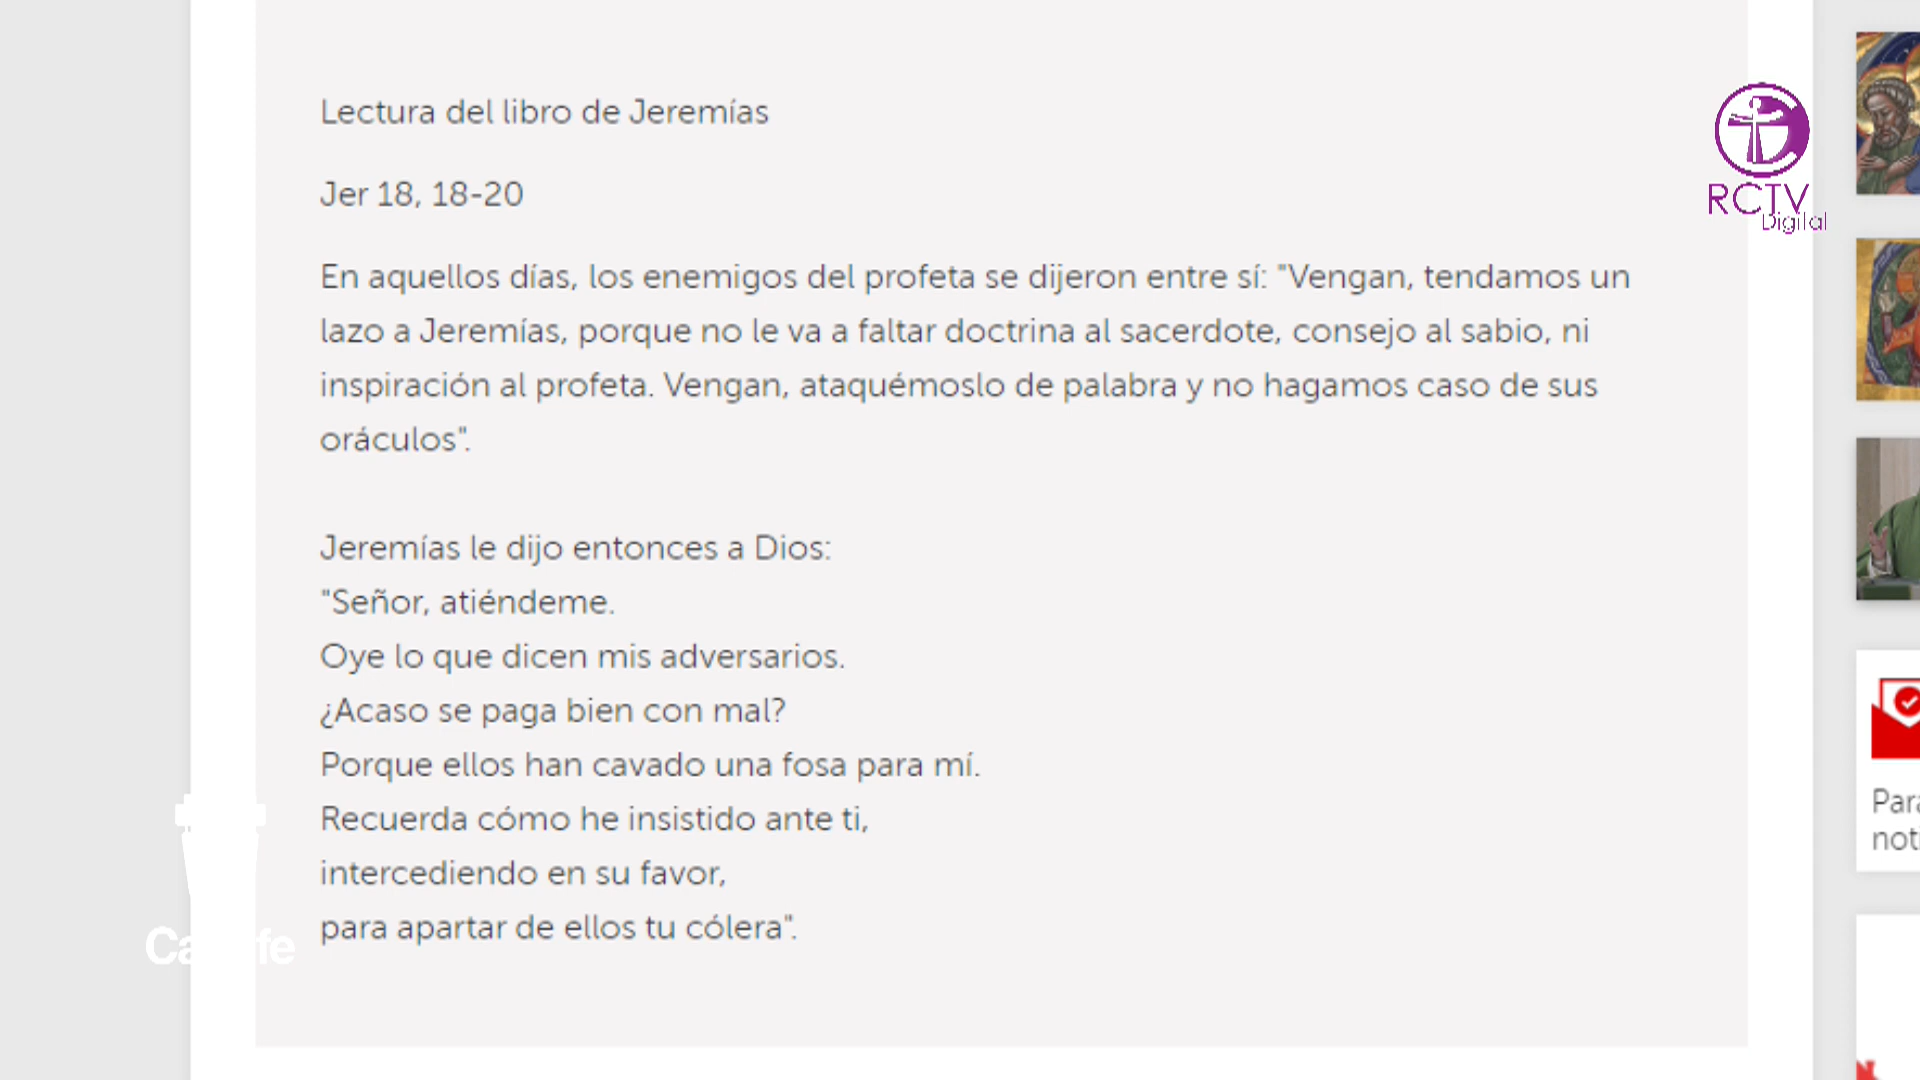 Lectura del libro de Jeremías
Jer 18, 18-20
En aquellos días, los enemigos del profeta se dijeron entre sí: "Vengan, tendamos un
lazo a Jeremías, porque no le va a faltar doctrina al sacerdote, consejo al sabio, ni
inspiración al profeta. Vengan, ataquémoslo de palabra y no hagamos caso de sus
oráculos".
Jeremías le dijo entonces a Dios:
"Señor, atiéndeme.
Oye lo que dicen mis adversarios.
¿Acaso se paga bien con mal?
Porque ellos han cavado una fosa para mí.
Recuerda cómo he insistido ante ti,
intercediendo en su favor,
para apartar de ellos tu cólera".
RCTV
Digital